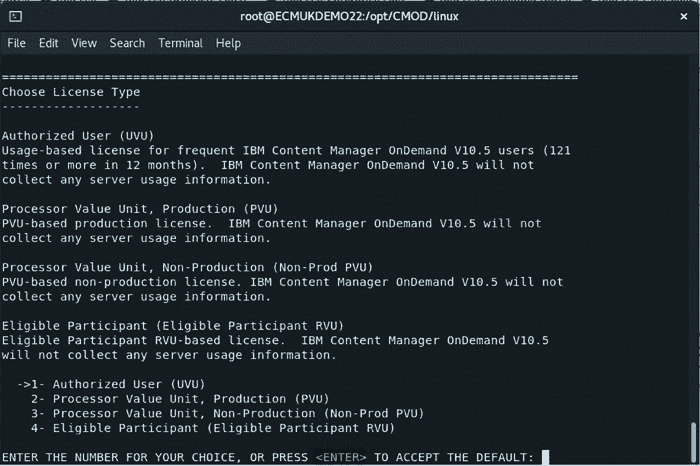 root@ECMUKDEMO22:/opt/CMOD/linux
File Edit View Search Terminal Help
===============================================================================
Choose License Type
-------------------
Authorized User (UVU)
Usage-based license for frequent IBM Content Manager OnDemand V10.5 users (121
times or more in 12 months).  IBM Content Manager OnDemand V10.5 will not
collect any server usage information.
Processor Value Unit, Production (PVU)
PVU-based production license.  IBM Content Manager OnDemand V10.5 will not
collect any server usage information.
Processor Value Unit, Non-Production (Non-Prod PVU)
PVU-based non-production license. IBM Content Manager OnDemand V10.5 will not
collect any server usage information.
Eligible Participant (Eligible Participant RVU)
Eligible Participant RVU-based license.  IBM Content Manager OnDemand V10.5
will not collect any server usage information.
->1- Authorized User (UVU)
2- Processor Value Unit, Production (PVU)
3- Processor Value Unit, Non-Production (Non-Prod PVU)
4- Eligible Participant (Eligible Participant RVU)
ENTER THE NUMBER FOR YOUR CHOICE, OR PRESS <ENTER> TO ACCEPT THE DEFAULT: